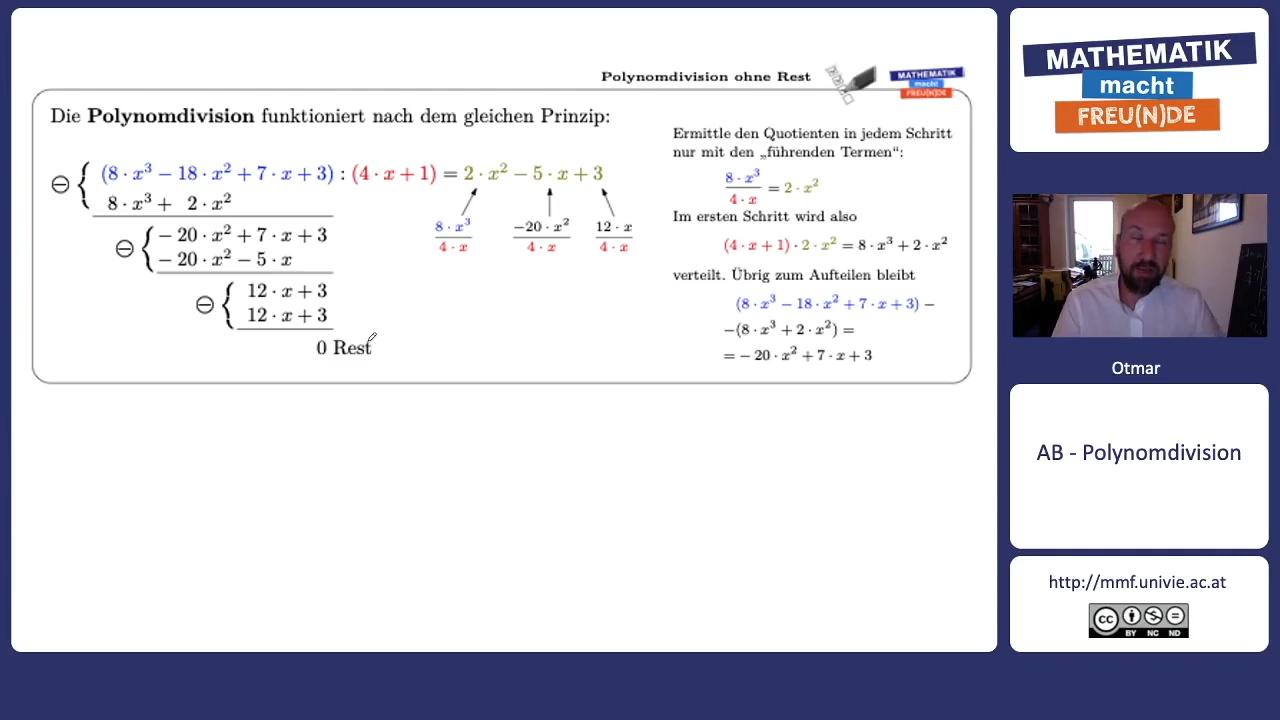 Polynomdivision ohne Rest
MATHEMATIK
macht
FREU(N)DE
Die Polynomdivision funktioniert nach dem gleichen Prinzip:
⊖ { (8 · x³ − 18 · x² + 7 · x + 3) : (4 · x + 1) = 2 · x² − 5 · x + 3
8 · x³ + 2 · x²
⊖ { − 20 · x² + 7 · x + 3
− 20 · x² − 5 · x
⊖ { 12 · x + 3
12 · x + 3
0 Rest
8 · x³ −20 · x² 12 · x
4 · x 4 · x 4 · x
Ermittle den Quotienten in jedem Schritt
nur mit den „führenden Termen“:
8 · x³
4 · x = 2 · x²
Im ersten Schritt wird also
(4 · x + 1) · 2 · x² = 8 · x³ + 2 · x²
verteilt. Übrig zum Aufteilen bleibt
(8 · x³ − 18 · x² + 7 · x + 3) −
−(8 · x³ + 2 · x²) =
= − 20 · x² + 7 · x + 3
MATHEMATIK
macht
FREU(N)DE
Otmar
AB - Polynomdivision
http://mmf.univie.ac.at
cc
BY NC ND